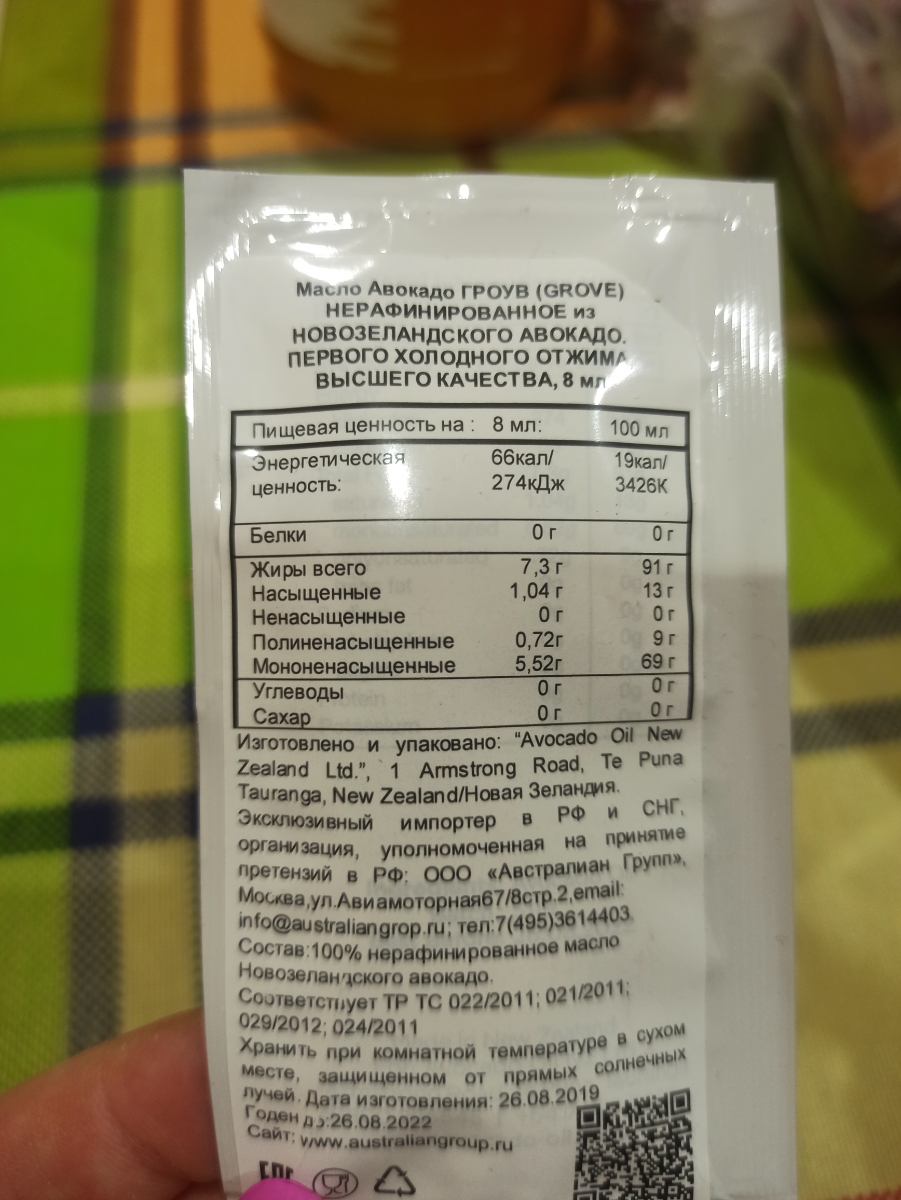 Масло Авокадо ГРОУВ (GROVE)
НЕРАФИНИРОВАННОЕ из
НОВОЗЕЛАНДСКОГО АВОКАДО.
ПЕРВОГО ХОЛОДНОГО ОТЖИМА
ВЫСШЕГО КАЧЕСТВА, 8 мл
Пищевая ценность на : 8 мл: 100 мл
Энергетическая 66кал/ 19кал/
ценность: 274кДж 3426К
Белки 0 г 0 г
Жиры всего 7,3 г 91 г
Насыщенные 1,04 г 13 г
Ненасыщенные 0 г 0 г
Полиненасыщенные 0,72г 9 г
Мононенасыщенные 5,52г 69 г
Углеводы 0 г 0 г
Сахар 0 г 0 г
Изготовлено и упаковано: "Avocado Oil New
Zealand Ltd.", 1 Armstrong Road, Te Puna
Tauranga, New Zealand/Новая Зеландия.
Эксклюзивный импортер в РФ и СНГ,
организация, уполномоченная на принятие
претензий в РФ: ООО «Австралиан Групп»,
Москва,ул.Авиамоторная67/8стр.2,email:
info@australiangrop.ru; тел:7(495)3614403.
Состав:100% нерафинированное масло
Новозеландского авокадо.
Соответствует ТР ТС 022/2011; 021/2011;
029/2012; 024/2011
Хранить при комнатной температуре в сухом
месте, защищенном от прямых солнечных
лучей. Дата изготовления: 26.08.2019
Годен до:26.08.2022
Сайт: www.australiangroup.ru